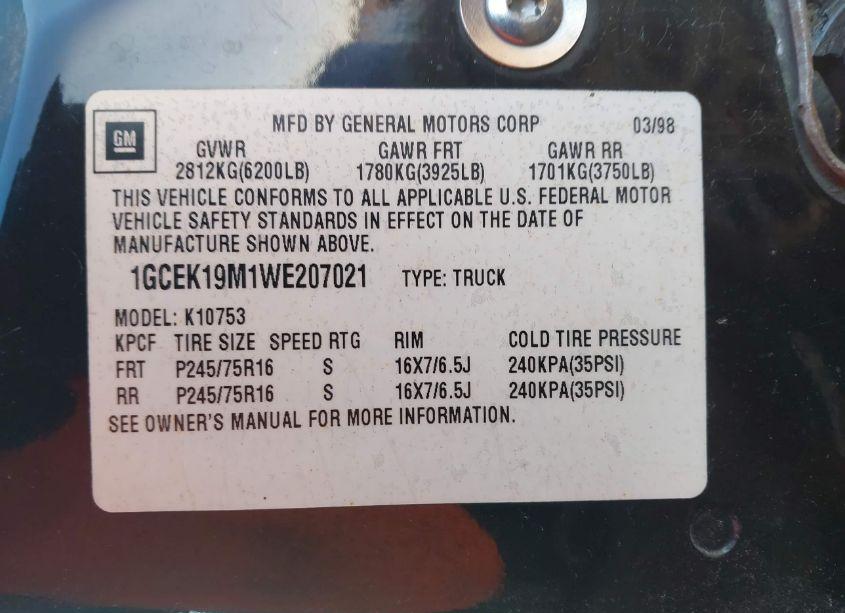 GM
MFD BY GENERAL MOTORS CORP 03/98
GVWR GAWR FRT GAWR RR
2812KG(6200LB) 1780KG(3925LB) 1701KG(3750LB)
THIS VEHICLE CONFORMS TO ALL APPLICABLE U.S. FEDERAL MOTOR
VEHICLE SAFETY STANDARDS IN EFFECT ON THE DATE OF
MANUFACTURE SHOWN ABOVE.
1GCEK19M1WE207021 TYPE: TRUCK
MODEL: K10753
KPCF TIRE SIZE SPEED RTG RIM COLD TIRE PRESSURE
FRT P245/75R16 S 16X7/6.5J 240KPA(35PSI)
RR P245/75R16 S 16X7/6.5J 240KPA(35PSI)
SEE OWNER'S MANUAL FOR MORE INFORMATION.